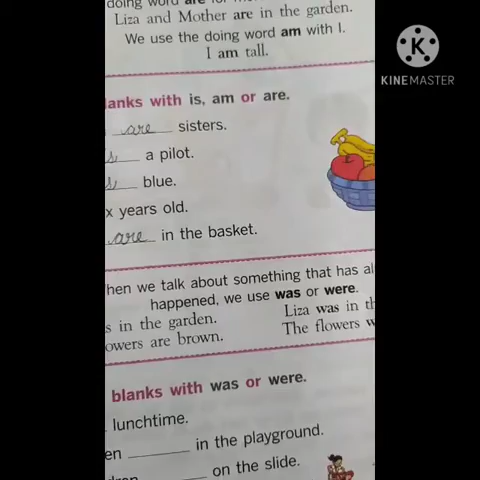 doing word are for
Liza and Mother are in the garden.
We use the doing word am with I.
I am tall.
KINEMASTER
anks with is, am or are.
are sisters.
s a pilot.
s blue.
x years old.
are in the basket.
hen we talk about something that has al
happened, we use was or were.
s in the garden. Liza was in th
owers are brown. The flowers w
blanks with was or were.
lunchtime.
en ____ in the playground.
dren ____ on the slide.